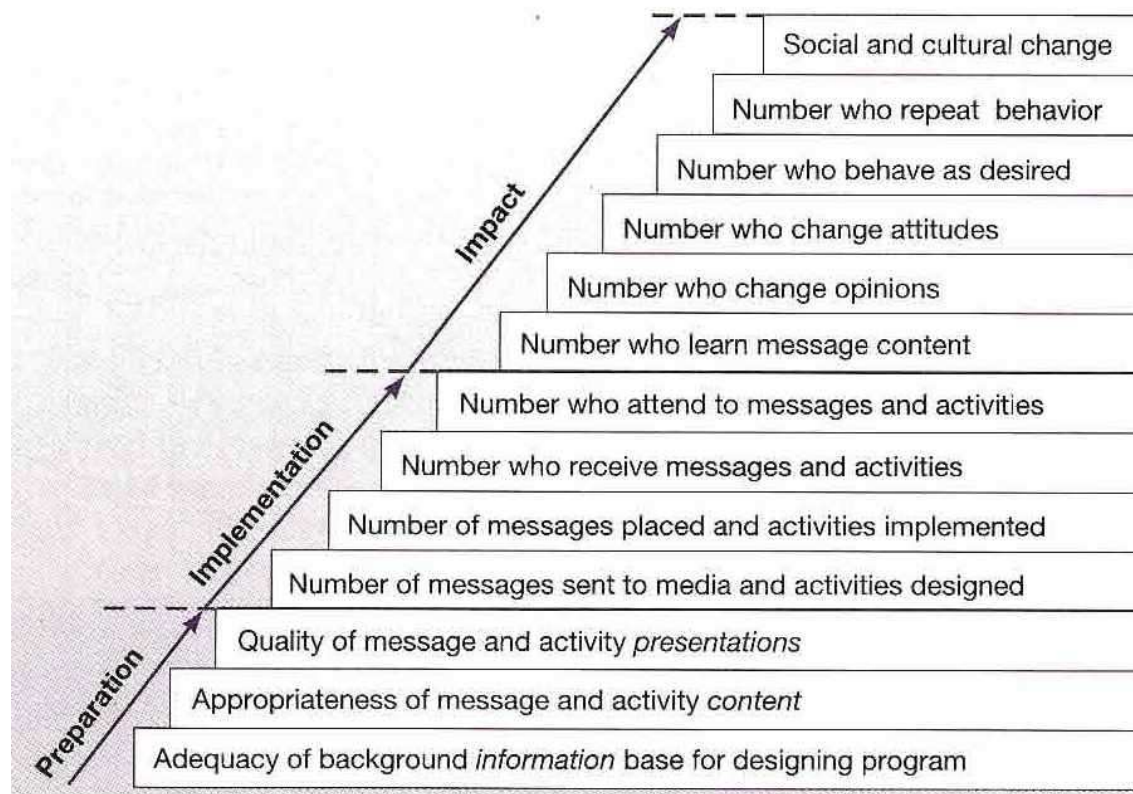 Social and cultural change
Number who repeat behavior
Number who behave as desired
Number who change attitudes
Number who change opinions
Number who learn message content
Impact
Number who attend to messages and activities
Number who receive messages and activities
Number of messages placed and activities implemented
Number of messages sent to media and activities designed
Implementation
Quality of message and activity presentations
Appropriateness of message and activity content
Adequacy of background information base for designing program
Preparation